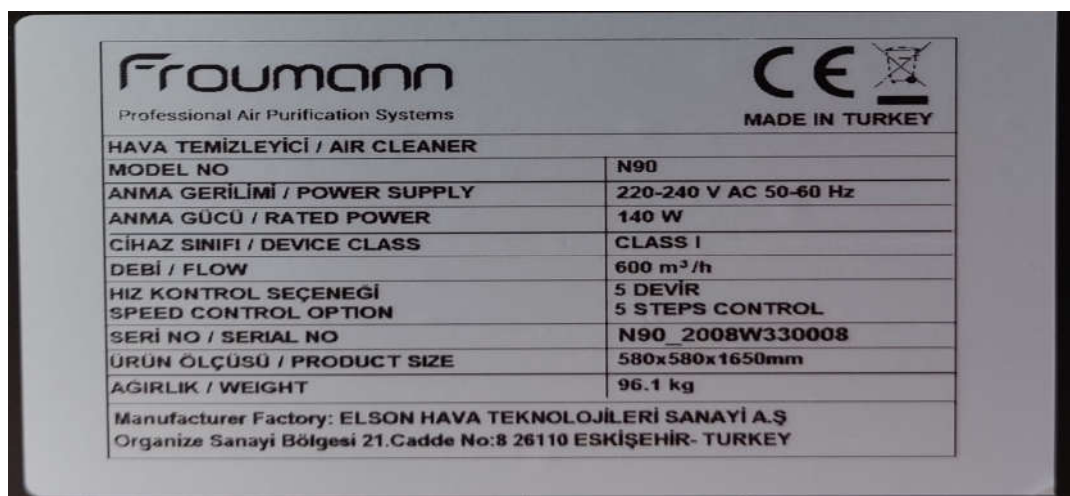 Froumann
CE
Professional Air Purification Systems
MADE IN TURKEY
HAVA TEMİZLEYİCİ / AIR CLEANER
MODEL NO N90
ANMA GERİLİMİ / POWER SUPPLY 220-240 V AC 50-60 Hz
ANMA GÜCÜ / RATED POWER 140 W
CİHAZ SINIFI / DEVICE CLASS CLASS I
DEBİ / FLOW 600 m³/h
HIZ KONTROL SEÇENEĞİ 5 DEVİR
SPEED CONTROL OPTION 5 STEPS CONTROL
SERİ NO / SERIAL NO N90_2008W330008
ÜRÜN ÖLÇÜSÜ / PRODUCT SIZE 580x580x1650mm
AĞIRLIK / WEIGHT 96.1 kg
Manufacturer Factory: ELSON HAVA TEKNOLOJİLERİ SANAYİ A.Ş
Organize Sanayi Bölgesi 21.Cadde No:8 26110 ESKİŞEHİR- TURKEY